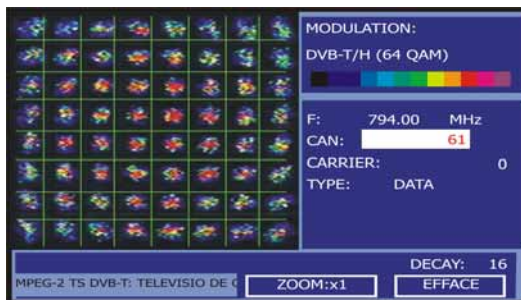 MODULATION:
DVB-T/H (64 QAM)
F: 794.00 MHz
CAN: 61
CARRIER: 0
TYPE: DATA
DECAY: 16
MPEG-2 TS DVB-T: TELEVISIO DE C
ZOOM:x1 EFFACE